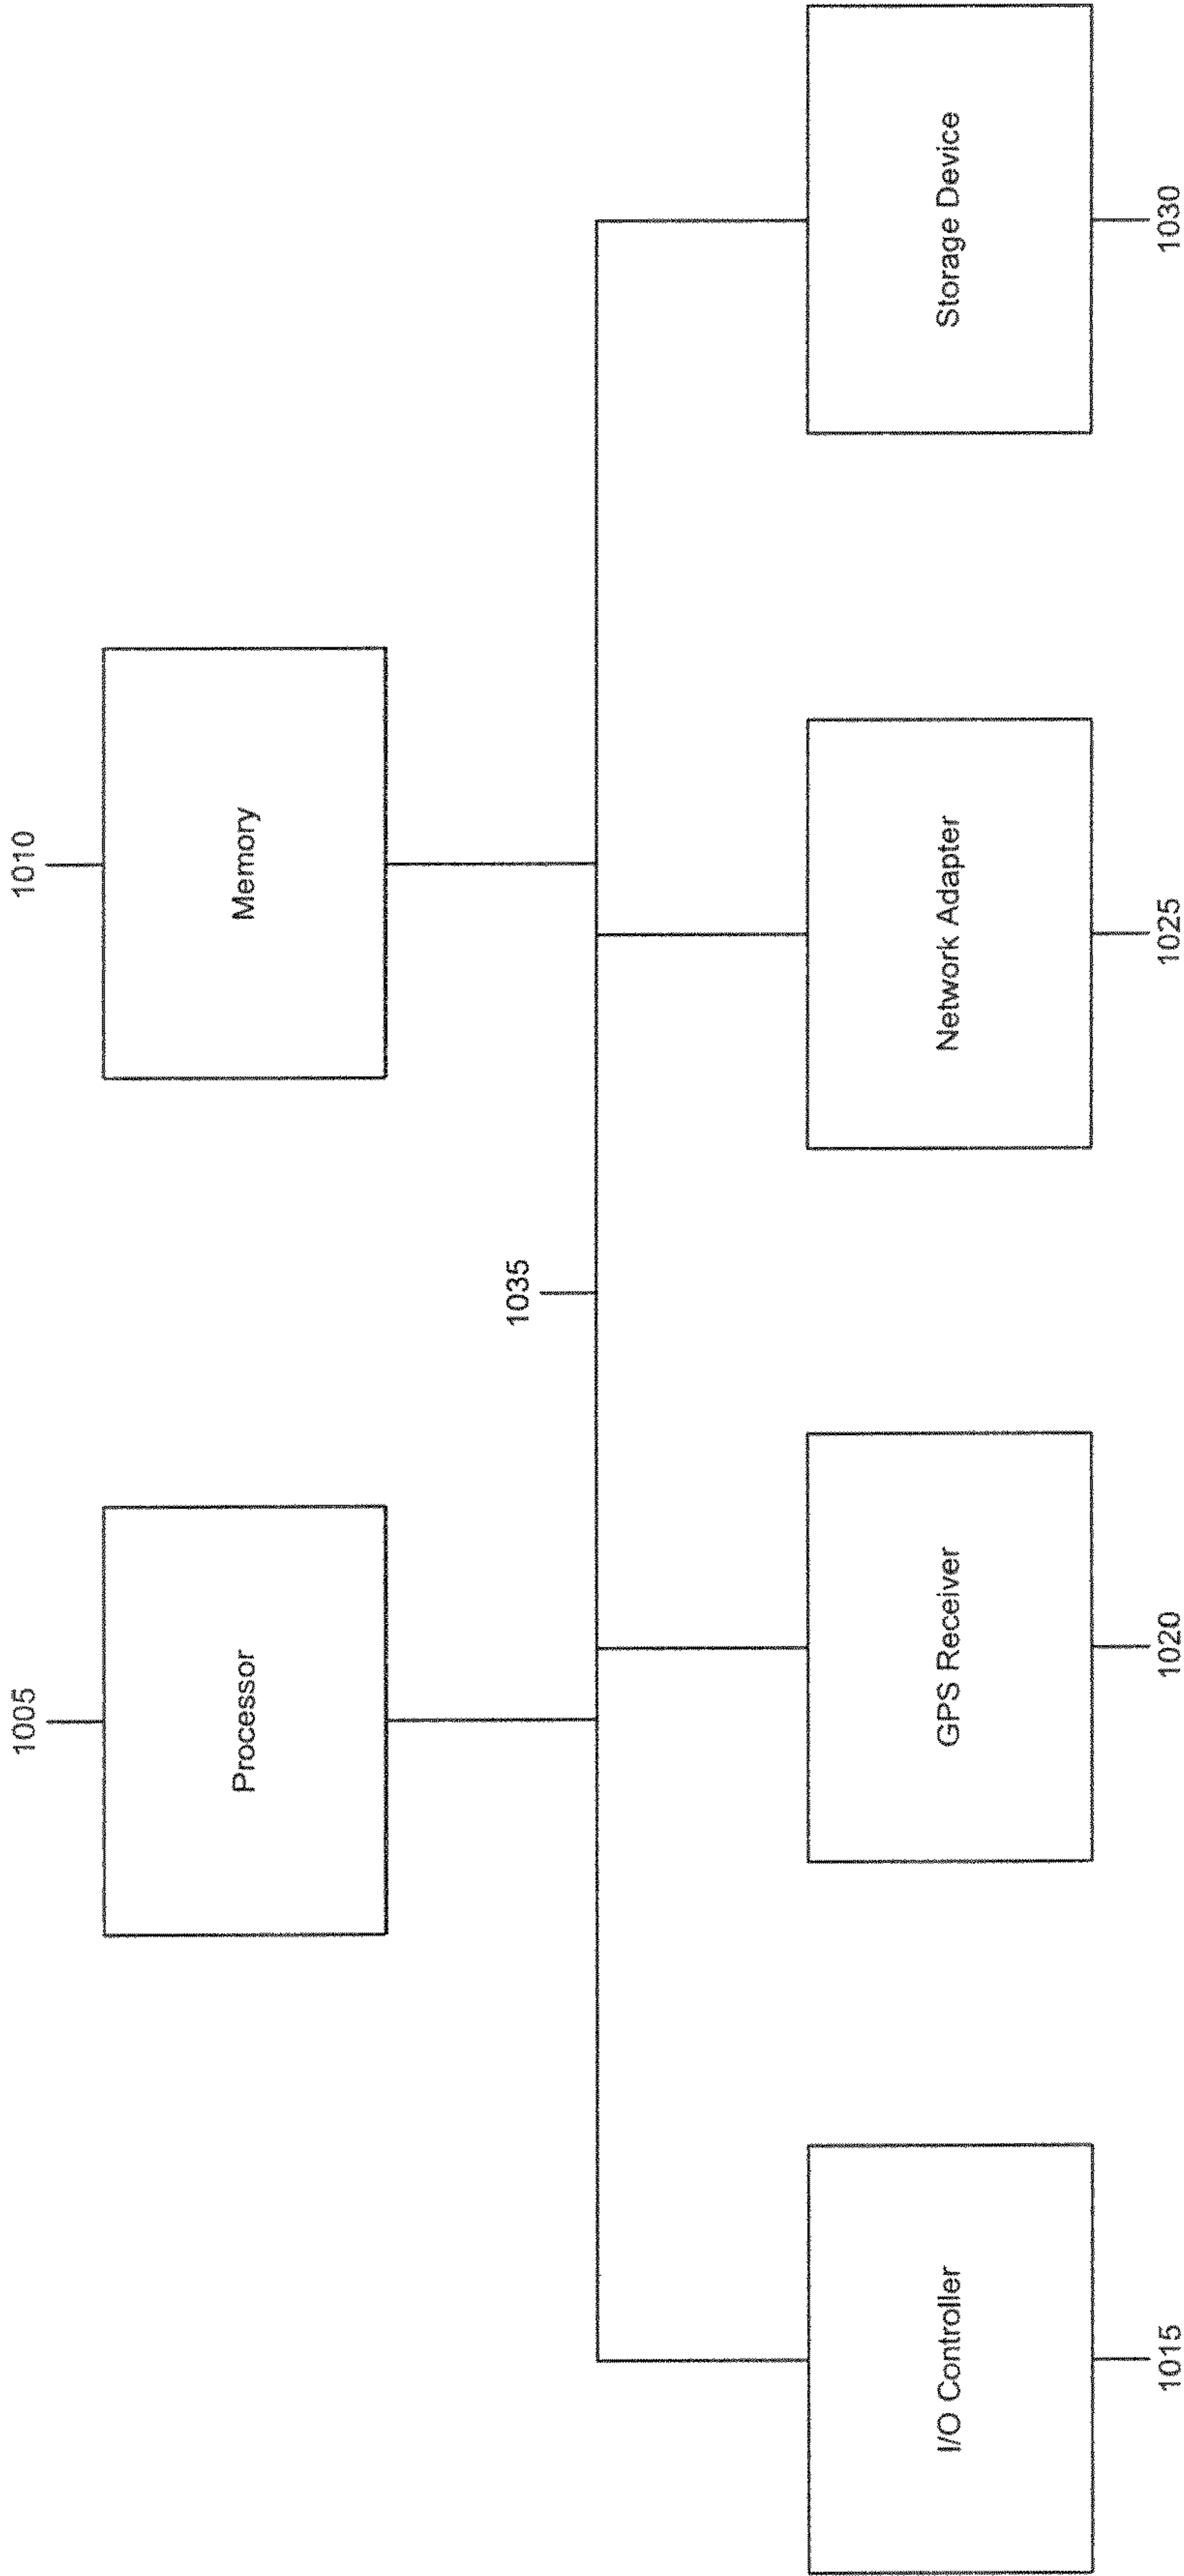 1005
1010
Processor
Memory
1035
I/O Controller
GPS Receiver
Network Adapter
Storage Device
1015
1020
1025
1030